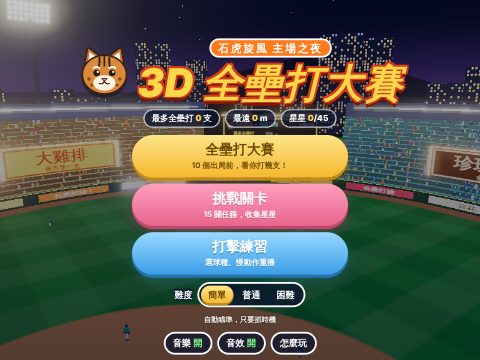 石虎旋風 主場之夜
3D 全壘打大賽
最多全壘打 0 支
最遠 0 m
星星 0/45
大雞排
珍珠
全壘打大賽
10 個出局前，看你打幾支！
挑戰關卡
15 關任務，收集星星
打擊練習
選球種、慢動作重播
難度 簡單 普通 困難
自動瞄準，只要抓時機
音樂 開
音效 開
怎麼玩